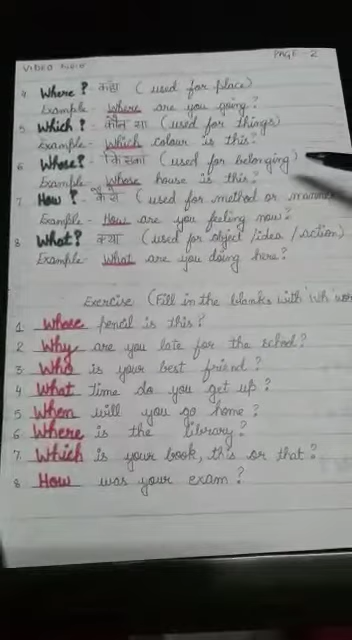 VIDEO
PAGE - 2
4. Where? - कहाँ (used for place)
Example - Where are you going?
5 Which? - कौन सा (used for things)
Example - Which colour is this?
6 Whose? - किसका (used for belonging)
Example - Whose house is this?
7 How? - कैसे (used for method or manner
Example - How are you feeling now?
8 What? - क्या (used for object / idea / action)
Example - What are you doing here?
Exercise (Fill in the blanks with 'Wh'
1 Whose pencil is this?
2 Why are you late for the school?
3 Who is your best friend?
4 What time do you get up?
5 When will you go home?
6 Where is the library?
7 Which is your book, this or that?
8 How was your exam?